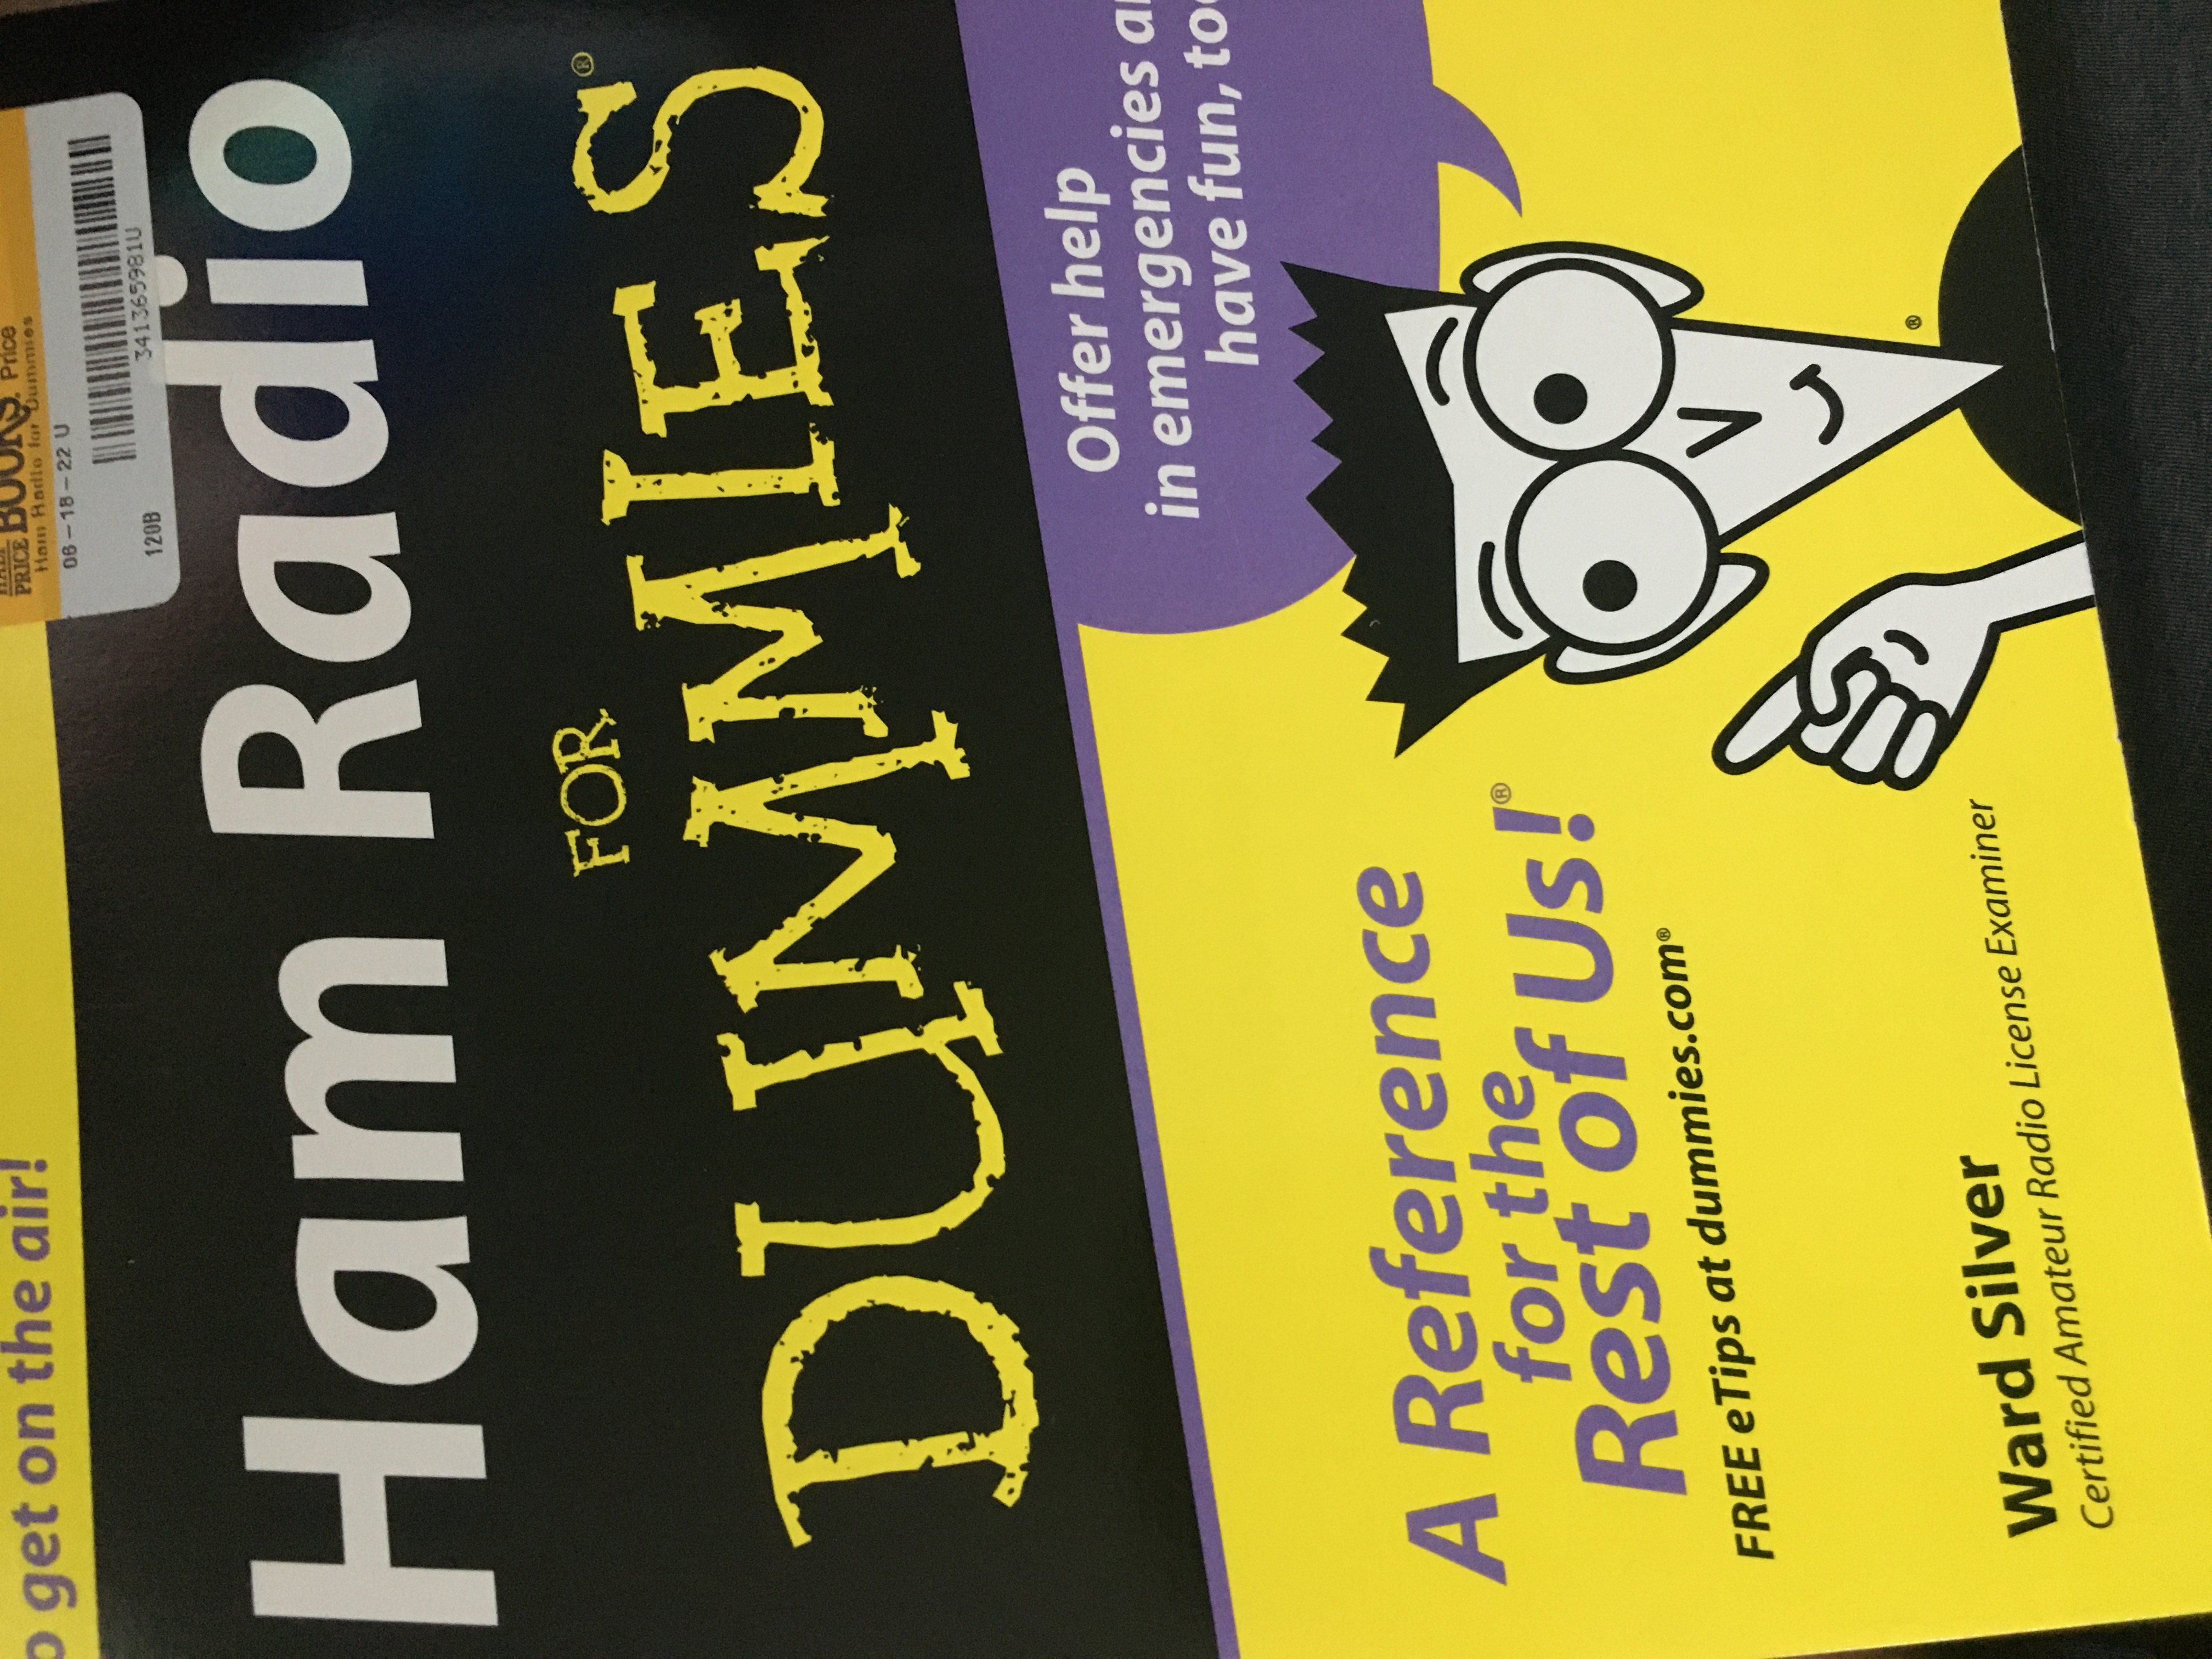 o get on the air!
HALF
PRICE BOOKS. Price
Ham Radio for Dummies
06-18-22 U
341365981U
120B
Ham Radio
FOR
DUMMIES®
Offer help
in emergencies
have fun,
A Reference
for the
Rest of Us!®
FREE eTips at dummies.com®
®
Ward Silver
Certified Amateur Radio License Examiner